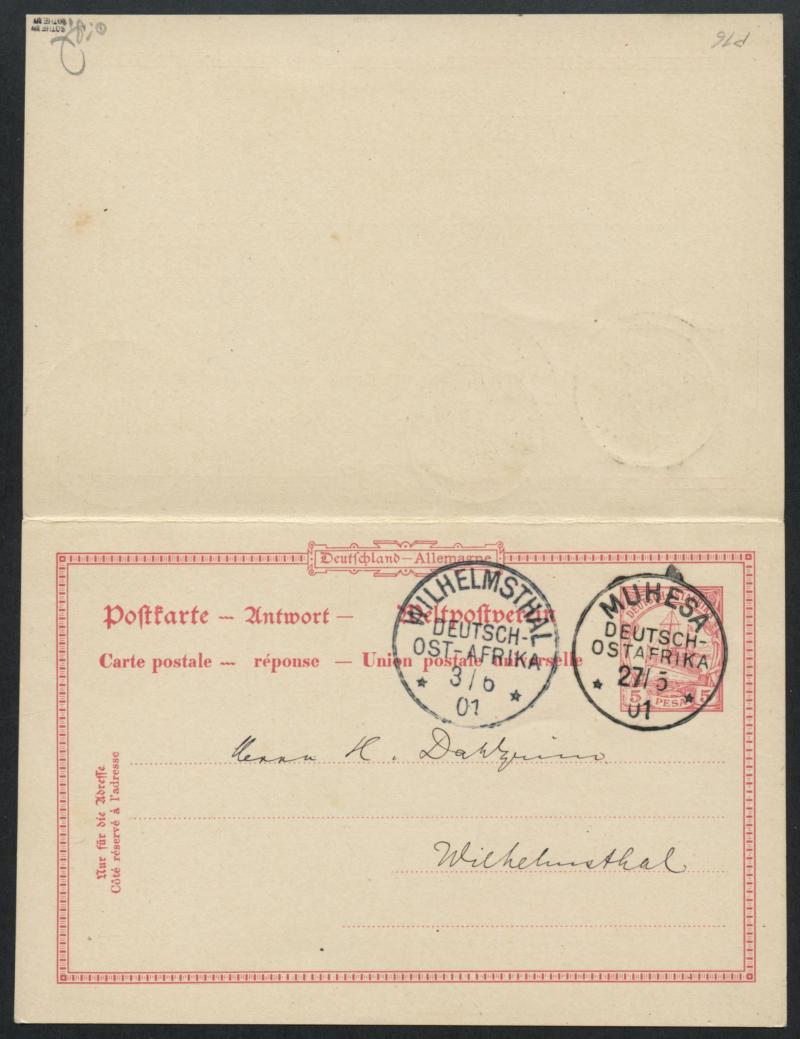 P76
Deutschland—Allemagne
Postkarte — Antwort — Weltpostverein
Carte postale — réponse — Union postale universelle
WILHELMSTHAL
DEUTSCH-
OST-AFRIKA
3/6
01
MUHESA
DEUTSCH-
OSTAFRIKA
27/5
01
5 PESA 5
Nur für die Adresse
Côté réservé à l'adresse
Herrn H.
Wilhelmsthal